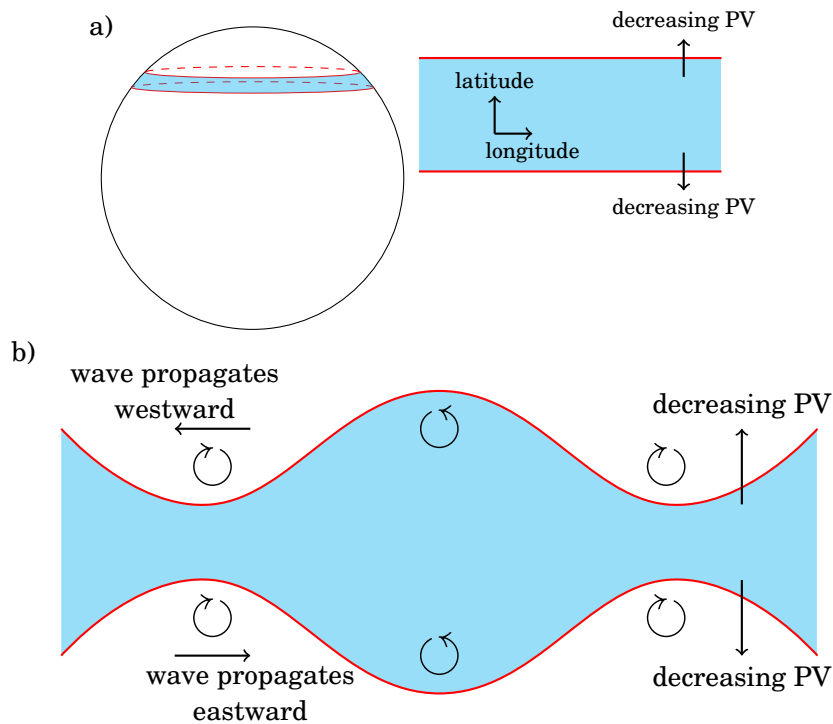 a)
decreasing PV
latitude
longitude
decreasing PV
b)
wave propagates
westward
decreasing PV
wave propagates
eastward
decreasing PV